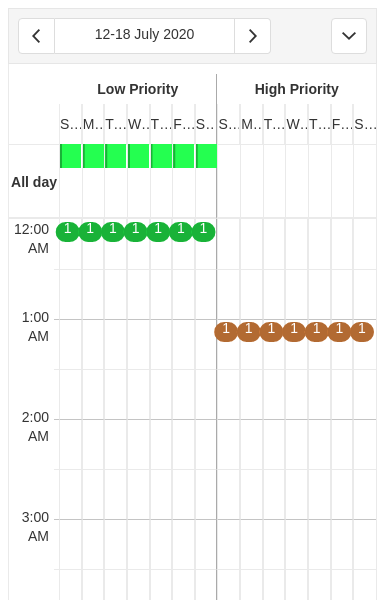 12-18 July 2020
Low Priority High Priority
S... M... T... W... T... F... S... S... M... T... W... T... F... S...
All day
12:00 AM 1 1 1 1 1 1 1
1:00 AM 1 1 1 1 1 1 1
2:00 AM
3:00 AM